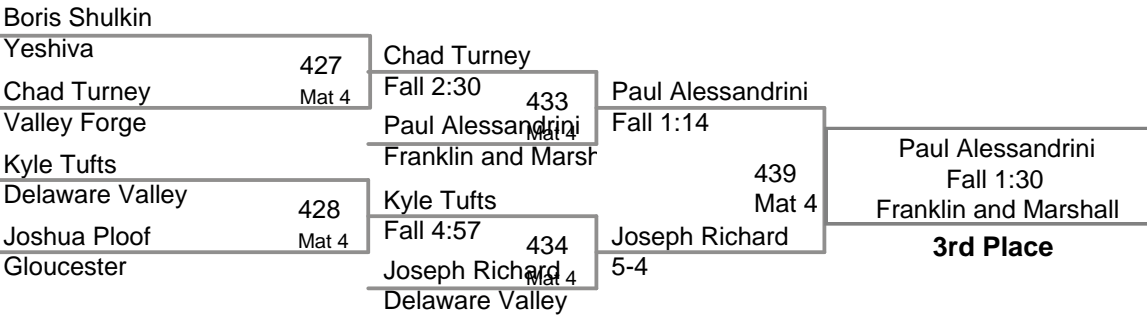 Boris Shulkin
Yeshiva
427
Mat 4
Chad Turney
Valley Forge
Kyle Tufts
Delaware Valley
428
Mat 4
Joshua Ploof
Gloucester
Chad Turney
Fall 2:30
433
Mat 4
Paul Alessandrini
Franklin and Marsh
Kyle Tufts
Fall 4:57
434
Mat 4
Joseph Richard
Delaware Valley
Paul Alessandrini
Fall 1:14
439
Mat 4
Joseph Richard
5-4
Paul Alessandrini
Fall 1:30
Franklin and Marshall
3rd Place